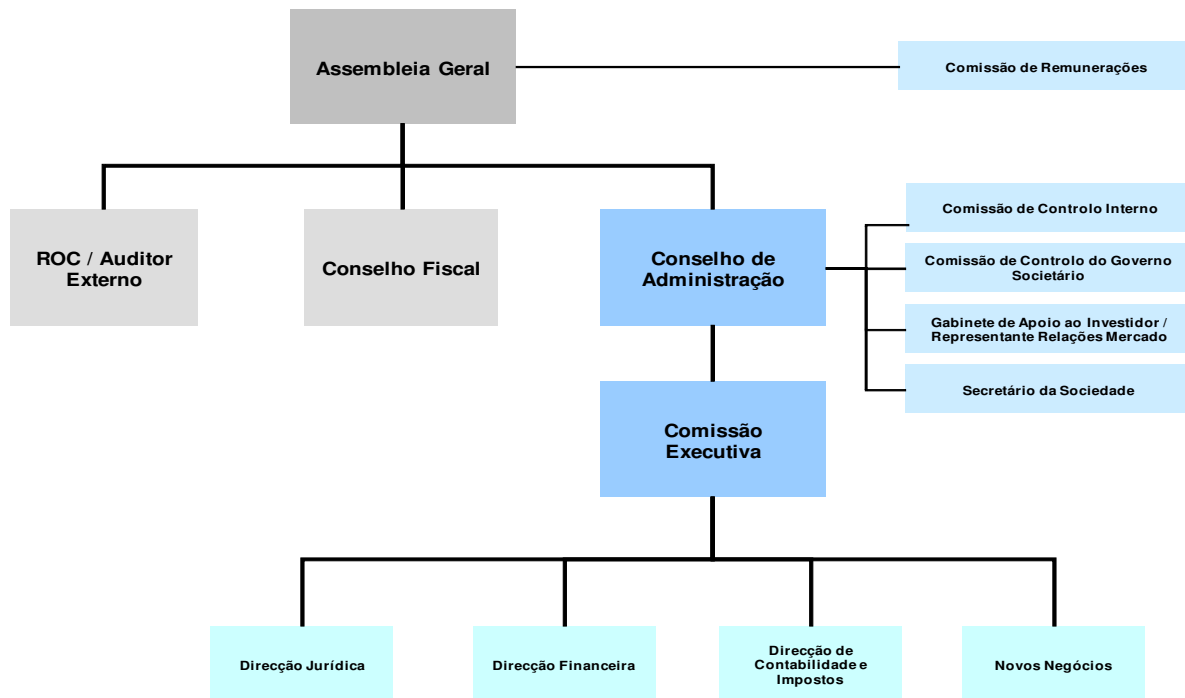 Assembleia Geral
Comissão de Remunerações
ROC / Auditor
Externo
Conselho Fiscal
Conselho de
Administração
Comissão de Controlo Interno
Comissão de Controlo do Governo
Societário
Gabinete de Apoio ao Investidor /
Representante Relações Mercado
Secretário da Sociedade
Comissão
Executiva
Direcção Jurídica
Direcção Financeira
Direcção de
Contabilidade e
Impostos
Novos Negócios